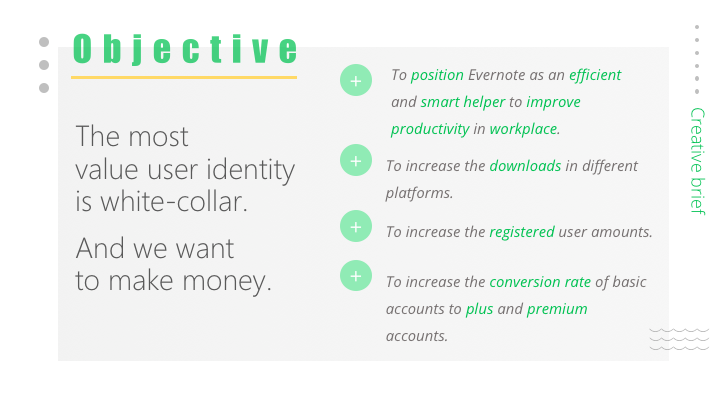 Objective
The most
value user identity
is white-collar.
And we want
to make money.
+
To position Evernote as an efficient
and smart helper to improve
productivity in workplace.
+
To increase the downloads in different
platforms.
+
To increase the registered user amounts.
+
To increase the conversion rate of basic
accounts to plus and premium
accounts.
Creative brief